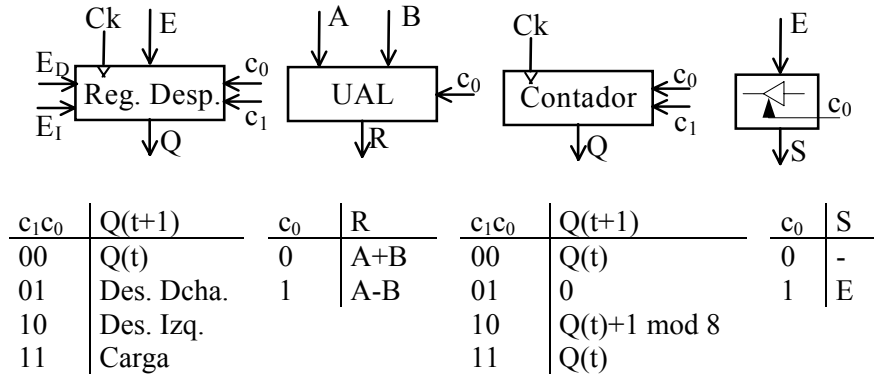 Ck E A B Ck E
E_D Reg. Desp. c₀ UAL c₀ Contador c₀ c₀
E_I c₁ c₁
Q R Q S
c₁c₀ Q(t+1) c₀ R c₁c₀ Q(t+1) c₀ S
00 Q(t) 0 A+B 00 Q(t) 0 -
01 Des. Dcha. 1 A-B 01 0 1 E
10 Des. Izq. 10 Q(t)+1 mod 8
11 Carga 11 Q(t)